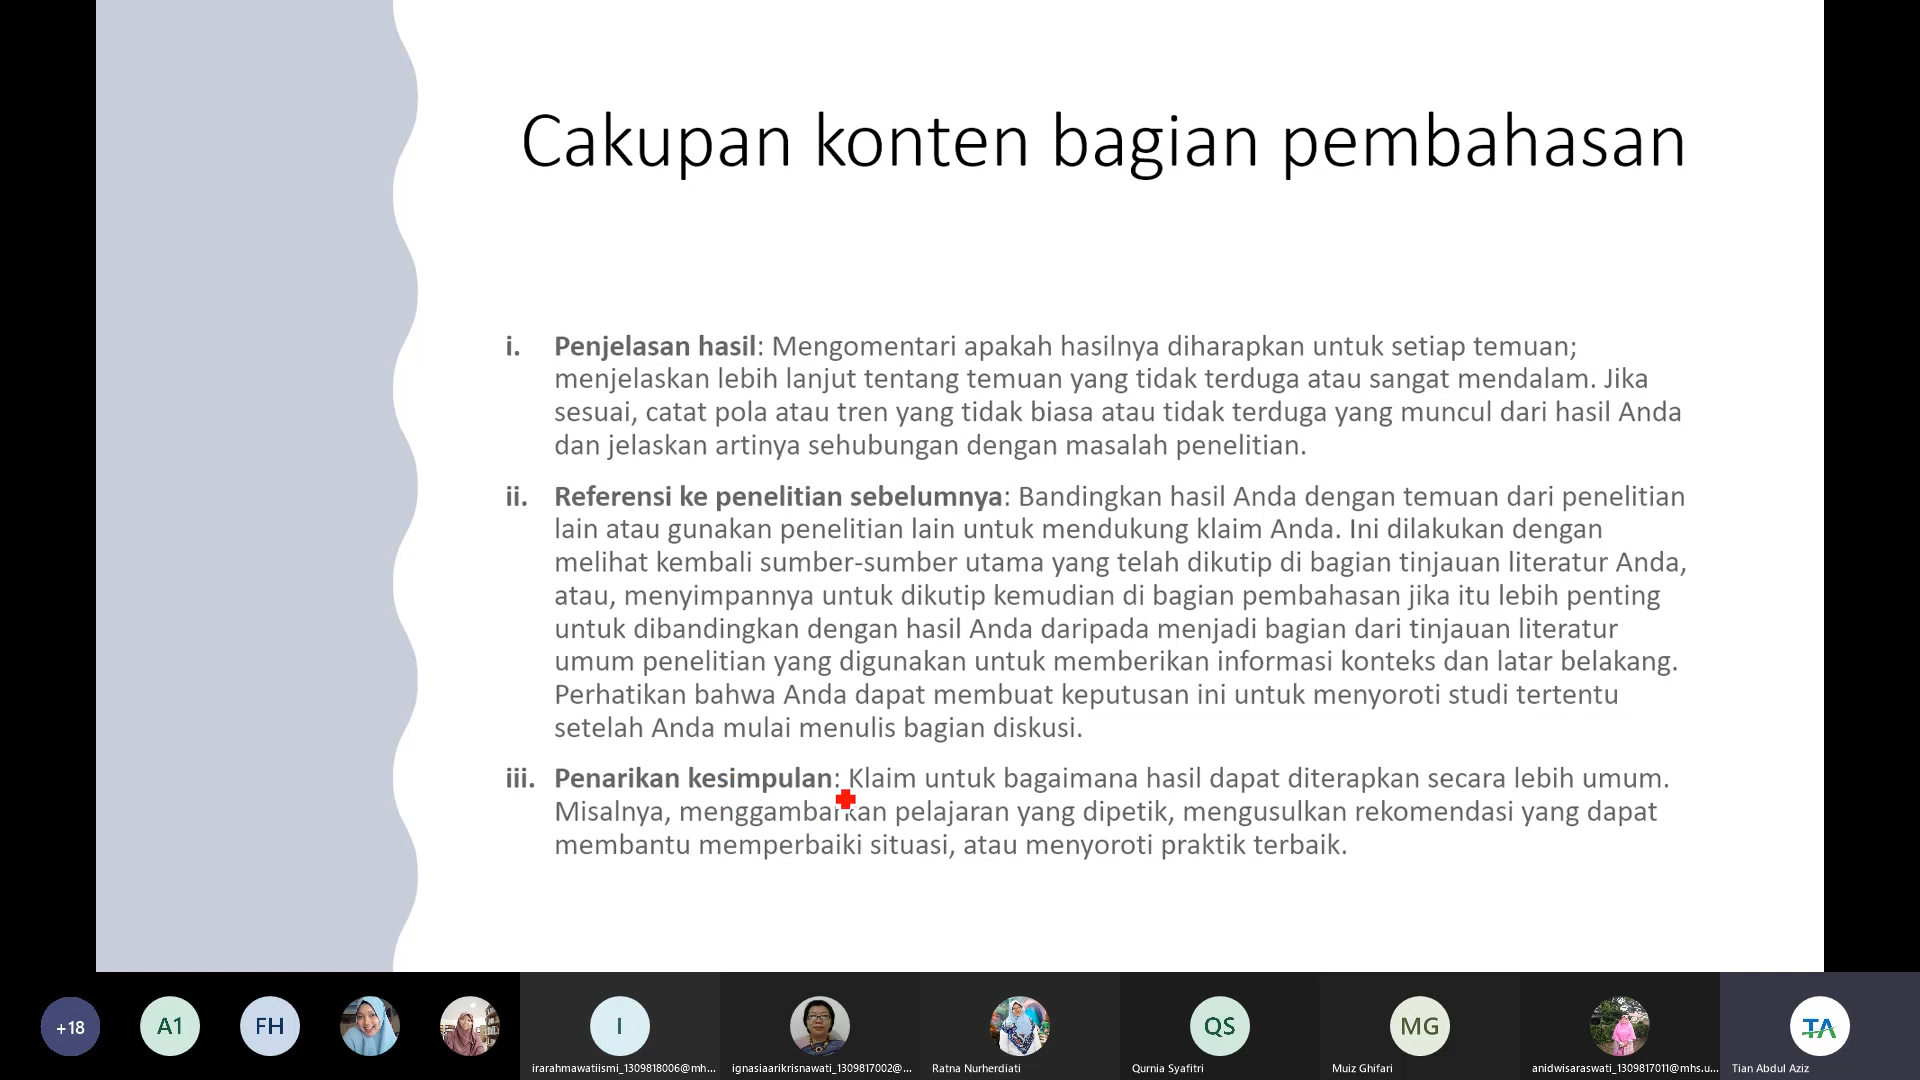 Cakupan konten bagian pembahasan
i. Penjelasan hasil: Mengomentari apakah hasilnya diharapkan untuk setiap temuan;
menjelaskan lebih lanjut tentang temuan yang tidak terduga atau sangat mendalam. Jika
sesuai, catat pola atau tren yang tidak biasa atau tidak terduga yang muncul dari hasil Anda
dan jelaskan artinya sehubungan dengan masalah penelitian.
ii. Referensi ke penelitian sebelumnya: Bandingkan hasil Anda dengan temuan dari penelitian
lain atau gunakan penelitian lain untuk mendukung klaim Anda. Ini dilakukan dengan
melihat kembali sumber-sumber utama yang telah dikutip di bagian tinjauan literatur Anda,
atau, menyimpannya untuk dikutip kemudian di bagian pembahasan jika itu lebih penting
untuk dibandingkan dengan hasil Anda daripada menjadi bagian dari tinjauan literatur
umum penelitian yang digunakan untuk memberikan informasi konteks dan latar belakang.
Perhatikan bahwa Anda dapat membuat keputusan ini untuk menyoroti studi tertentu
setelah Anda mulai menulis bagian diskusi.
iii. Penarikan kesimpulan: Klaim untuk bagaimana hasil dapat diterapkan secara lebih umum.
Misalnya, menggambarkan pelajaran yang dipetik, mengusulkan rekomendasi yang dapat
membantu memperbaiki situasi, atau menyoroti praktik terbaik.
+18 A1 FH I QS MG TA
irarahmawatiismi_1309818006@mh... ignasiaarikrisnawati_1309817002@... Ratna Nurherdiati Qurnia Syafitri Muiz Ghifari anidwisaraswati_1309817011@mhs.u... Tian Abdul Aziz